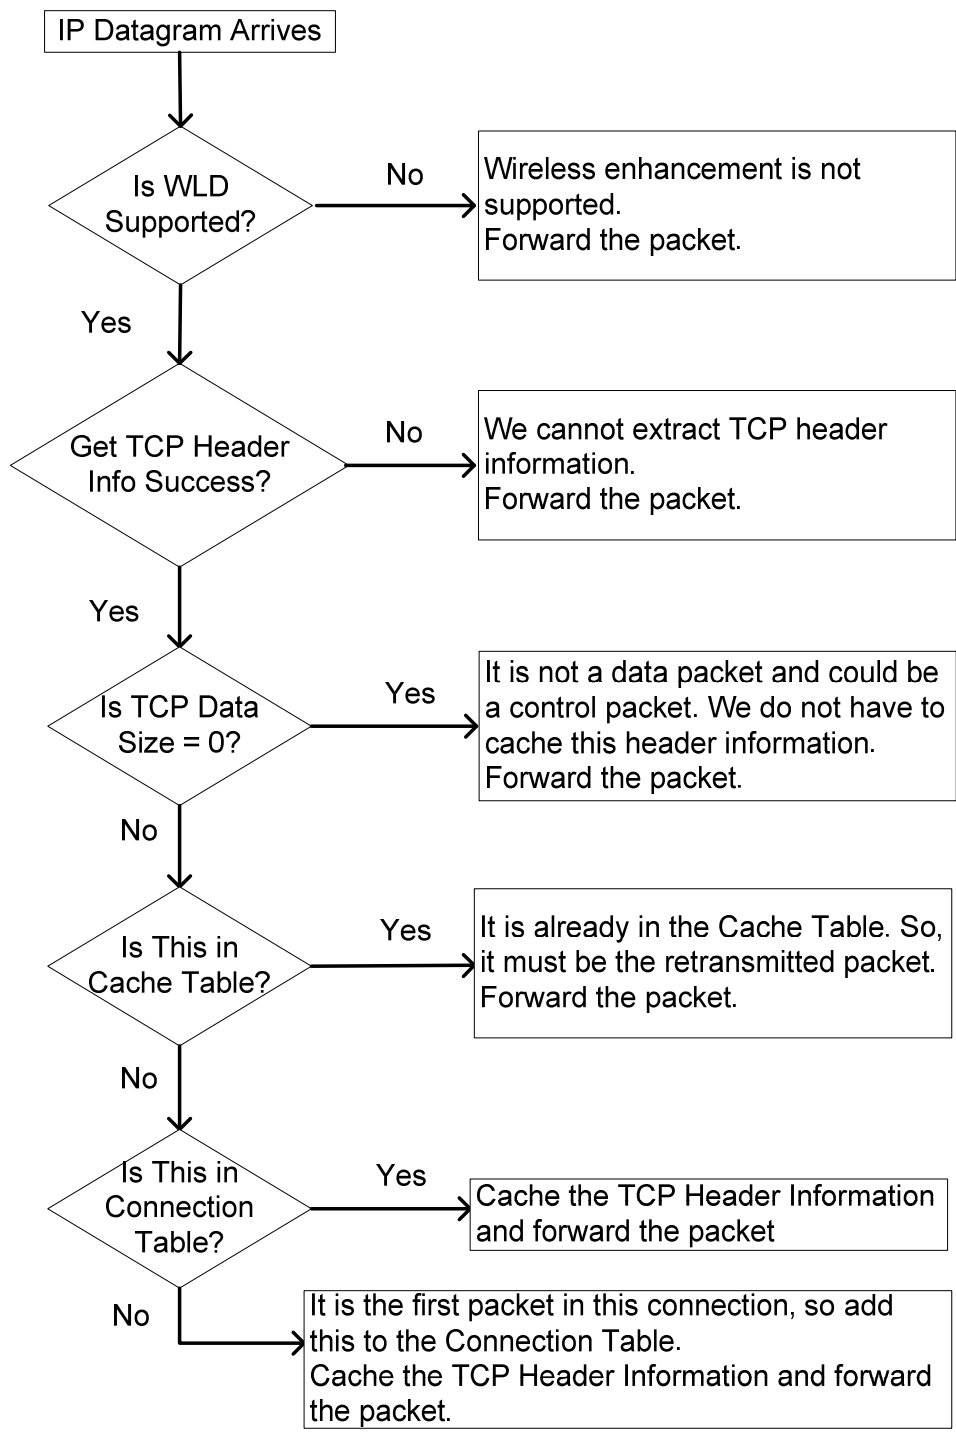 IP Datagram Arrives
Is WLD
Supported?
No
Wireless enhancement is not
supported.
Forward the packet.
Yes
Get TCP Header
Info Success?
No
We cannot extract TCP header
information.
Forward the packet.
Yes
Is TCP Data
Size = 0?
Yes
It is not a data packet and could be
a control packet. We do not have to
cache this header information.
Forward the packet.
No
Is This in
Cache Table?
Yes
It is already in the Cache Table. So,
it must be the retransmitted packet.
Forward the packet.
No
Is This in
Connection
Table?
Yes
Cache the TCP Header Information
and forward the packet
No
It is the first packet in this connection, so add
this to the Connection Table.
Cache the TCP Header Information and forward
the packet.